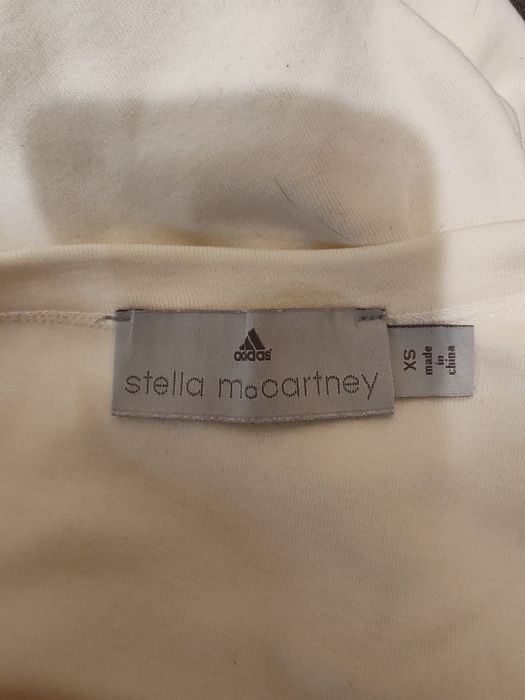 adidas
stella mccartney
XS
made
in
china